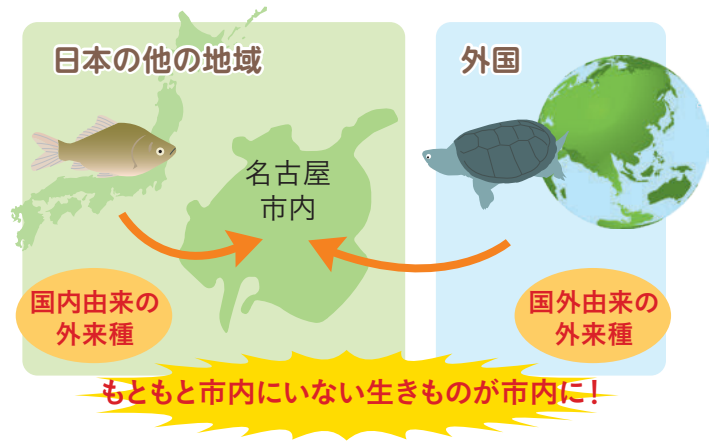 日本の他の地域
外国
名古屋
市内
国内由来の
外来種
国外由来の
外来種
もともと市内にいない生きものが市内に!